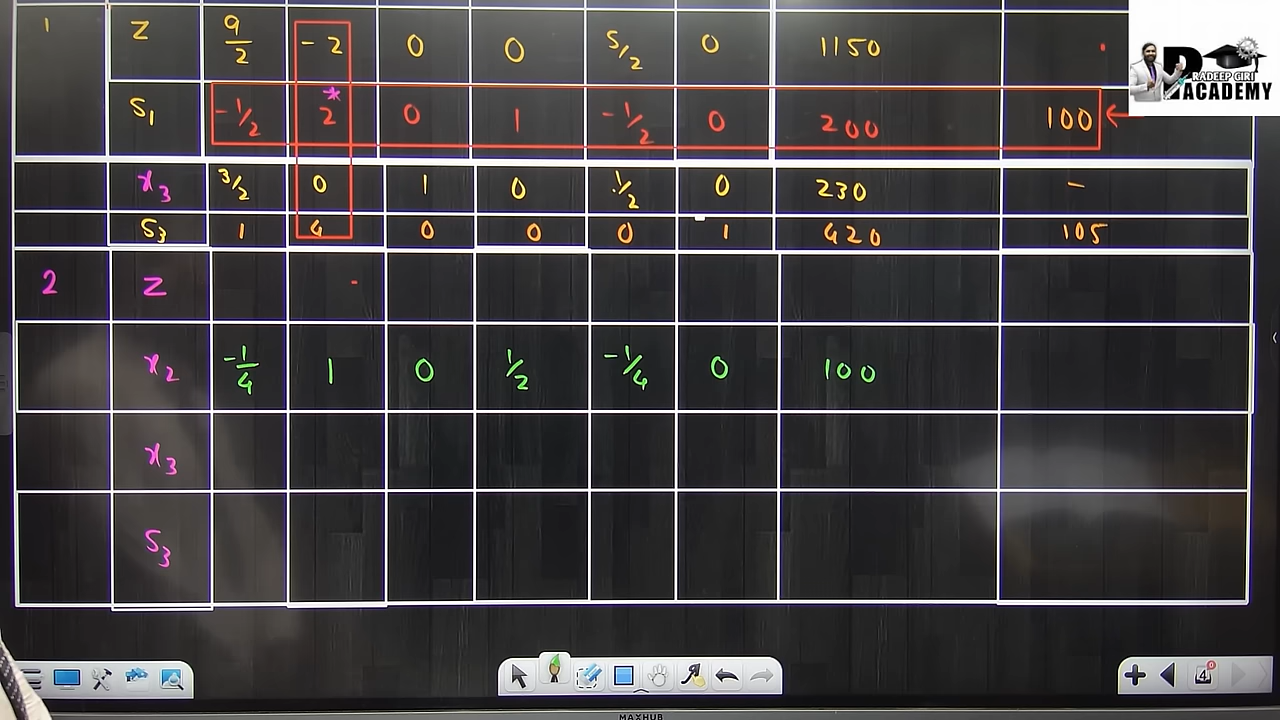 1 Z 9/2 -2 0 0 5/2 0 1150
S1 -1/2 2* 0 1 -1/2 0 200 100 ←
x3 3/2 0 1 0 1/2 0 230 -
S3 1 4 0 0 0 1 420 105
2 Z
x2 -1/4 1 0 1/2 -1/4 0 100
x3
S3
RADEEP GIRI
ACADEMY
4
0
MAXHUB